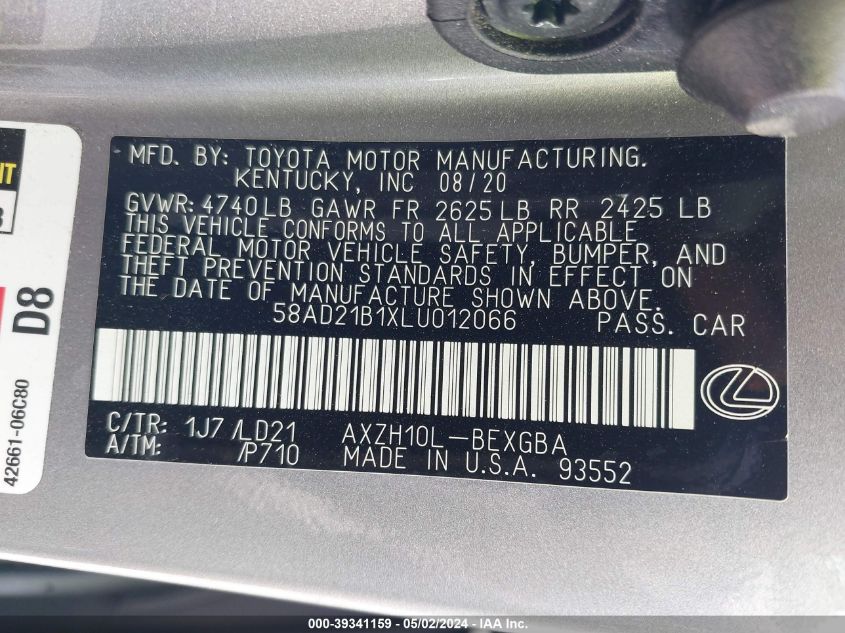 MFD. BY: TOYOTA MOTOR MANUFACTURING.
KENTUCKY, INC 08/20
GVWR: 4740LB GAWR FR 2625LB RR 2425 LB
THIS VEHICLE CONFORMS TO ALL APPLICABLE
FEDERAL MOTOR VEHICLE SAFETY, BUMPER, AND
THEFT PREVENTION STANDARDS IN EFFECT ON
THE DATE OF MANUFACTURE SHOWN ABOVE.
58AD21B1XLU012066 PASS. CAR
C/TR: 1J7 /LD21 AXZH10L-BEXGBA
A/TM: /P710 MADE IN U.S.A. 93552
D8
42661-06C80
000-39341159 - 05/02/2024 - IAA Inc.